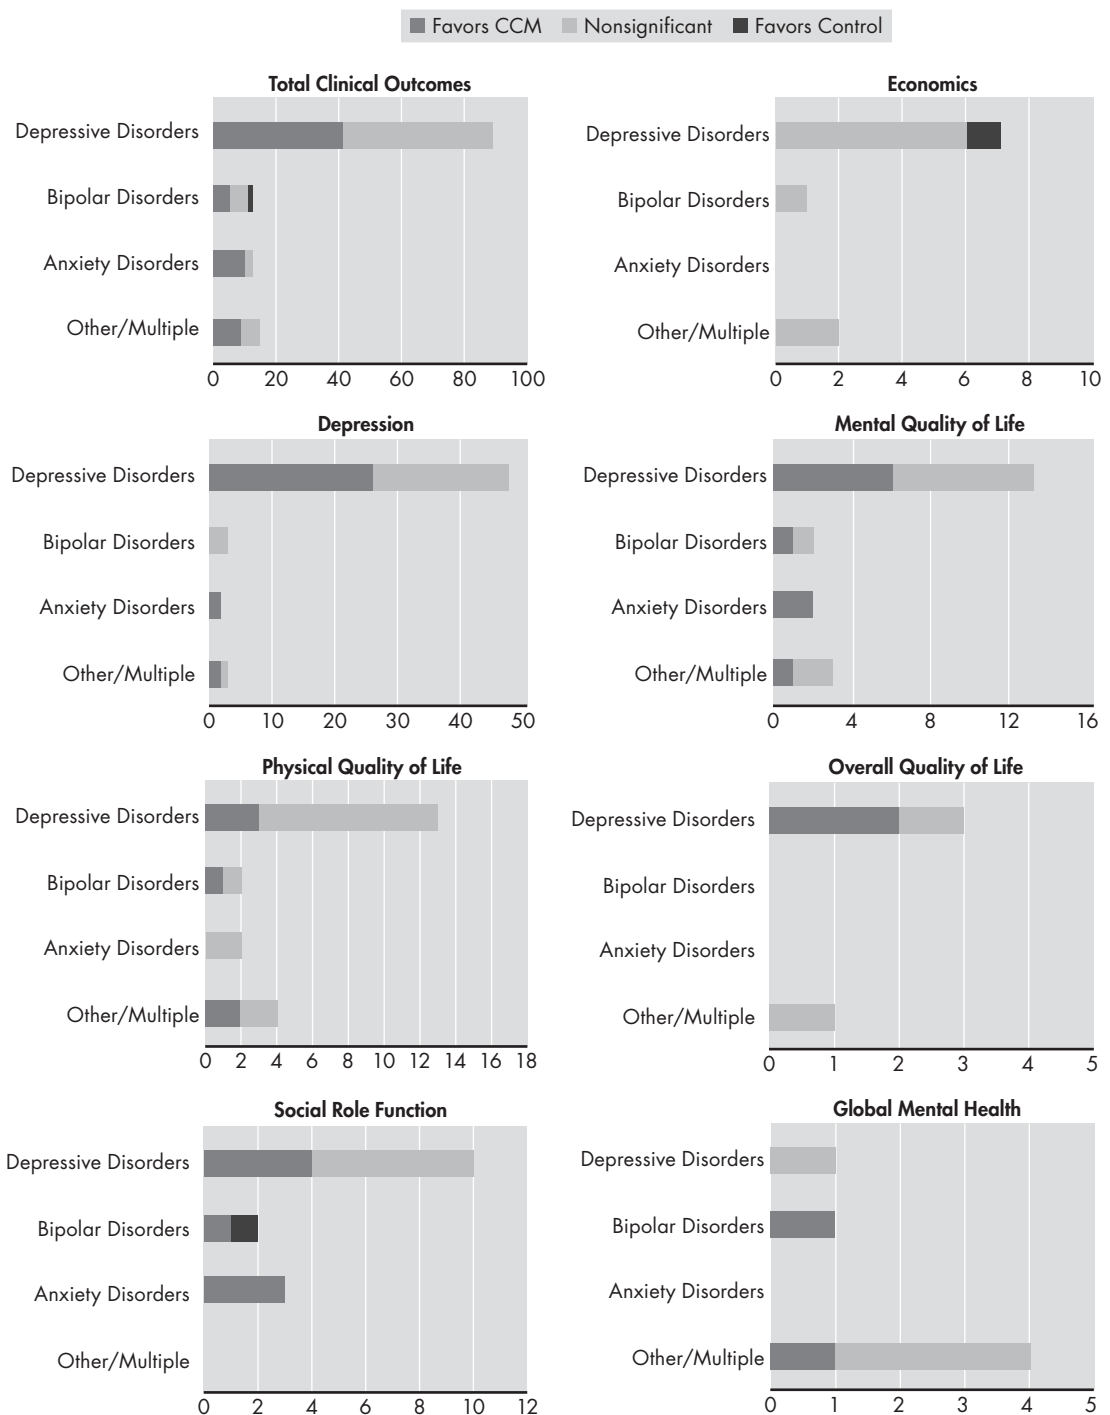 Favors CCM Nonsignificant Favors Control
Total Clinical Outcomes
Depressive Disorders
Bipolar Disorders
Anxiety Disorders
Other/Multiple
0 20 40 60 80 100
Economics
Depressive Disorders
Bipolar Disorders
Anxiety Disorders
Other/Multiple
0 2 4 6 8 10
Depression
Depressive Disorders
Bipolar Disorders
Anxiety Disorders
Other/Multiple
0 10 20 30 40 50
Mental Quality of Life
Depressive Disorders
Bipolar Disorders
Anxiety Disorders
Other/Multiple
0 4 8 12 16
Physical Quality of Life
Depressive Disorders
Bipolar Disorders
Anxiety Disorders
Other/Multiple
0 2 4 6 8 10 12 14 16 18
Overall Quality of Life
Depressive Disorders
Bipolar Disorders
Anxiety Disorders
Other/Multiple
0 1 2 3 4 5
Social Role Function
Depressive Disorders
Bipolar Disorders
Anxiety Disorders
Other/Multiple
0 2 4 6 8 10 12
Global Mental Health
Depressive Disorders
Bipolar Disorders
Anxiety Disorders
Other/Multiple
0 1 2 3 4 5